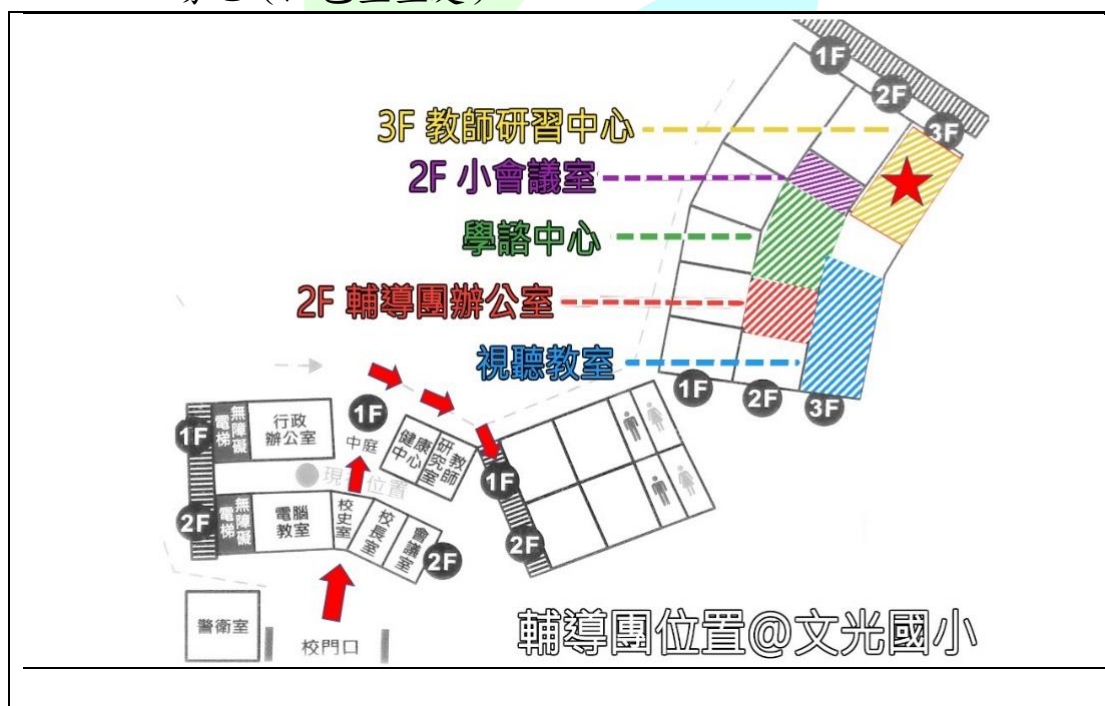 1F
2F
3F
3F 教師研習中心
2F 小會議室
學諮中心
2F 輔導團辦公室
視聽教室
1F
2F
3F
1F
無障礙
電梯
行政
辦公室
1F
中庭
健康
中心
教師
研究室
1F
現在位置
2F
無障礙
電梯
電腦
教室
校史室
校長室
會議室
2F
2F
警衛室
校門口
輔導團位置@文光國小